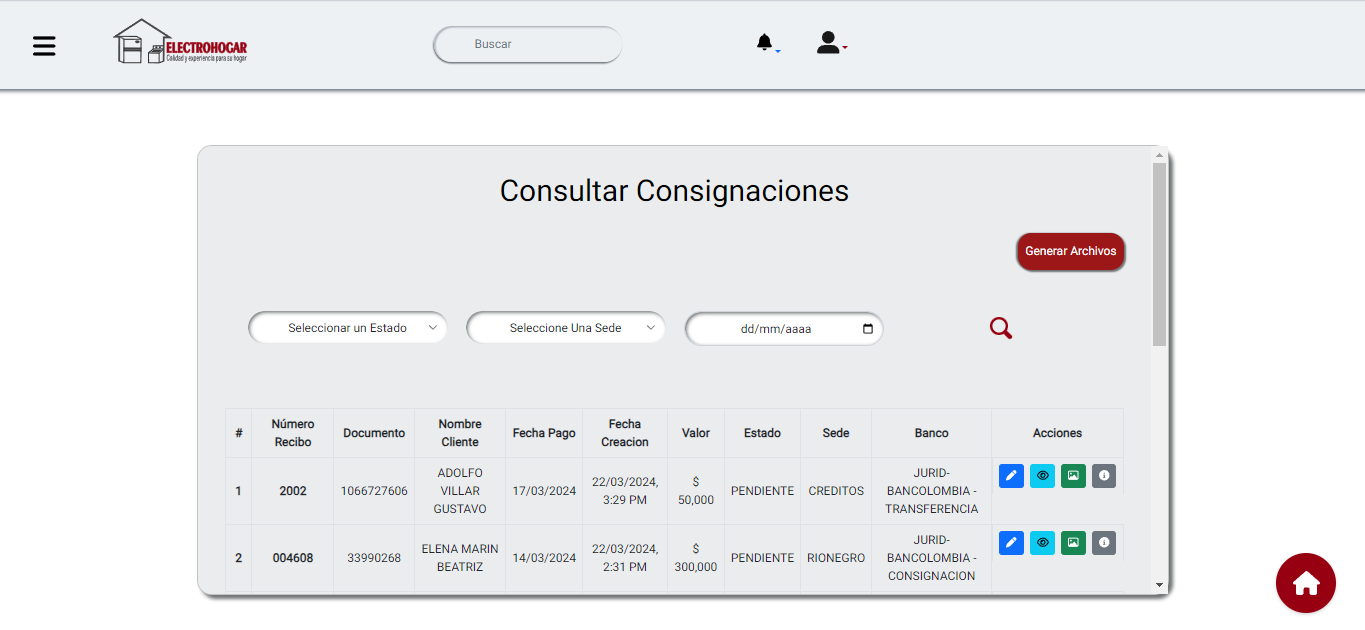 ELECTROHOGAR
Calidad y experiencia para su hogar
Buscar
Consultar Consignaciones
Generar Archivos
Seleccionar un Estado
Seleccione Una Sede
dd/mm/aaaa
# Número Recibo Documento Nombre Cliente Fecha Pago Fecha Creacion Valor Estado Sede Banco Acciones
1 2002 1066727606 ADOLFO VILLAR GUSTAVO 17/03/2024 22/03/2024, 3:29 PM $ 50,000 PENDIENTE CREDITOS JURID-BANCOLOMBIA - TRANSFERENCIA
2 004608 33990268 ELENA MARIN BEATRIZ 14/03/2024 22/03/2024, 2:31 PM $ 300,000 PENDIENTE RIONEGRO JURID-BANCOLOMBIA - CONSIGNACION